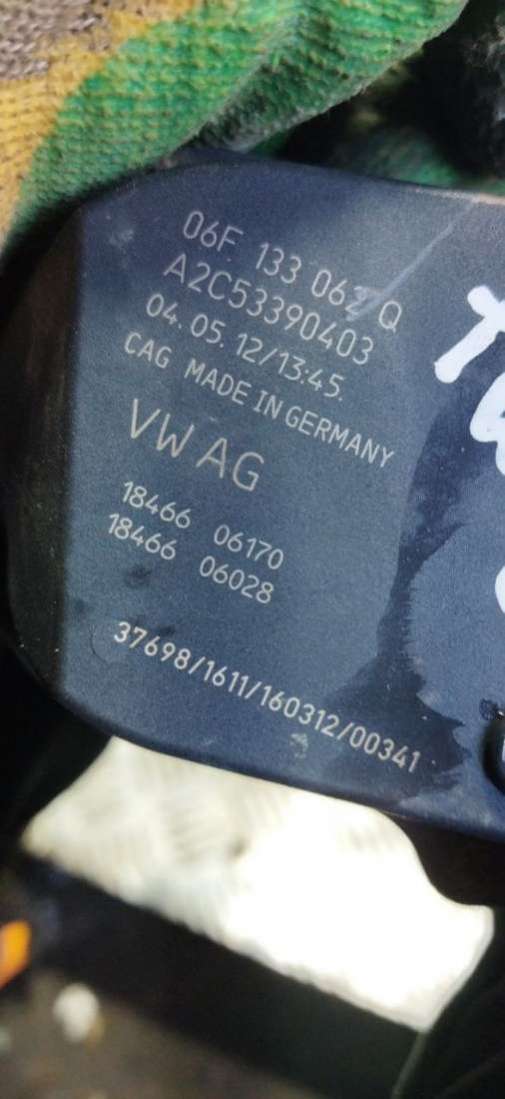 06F 133 062 Q
A2C53390403
04.05.12/13:45.
CAG MADE IN GERMANY
VW AG
18466 06170
18466 06028
37698/1611/160312/00341